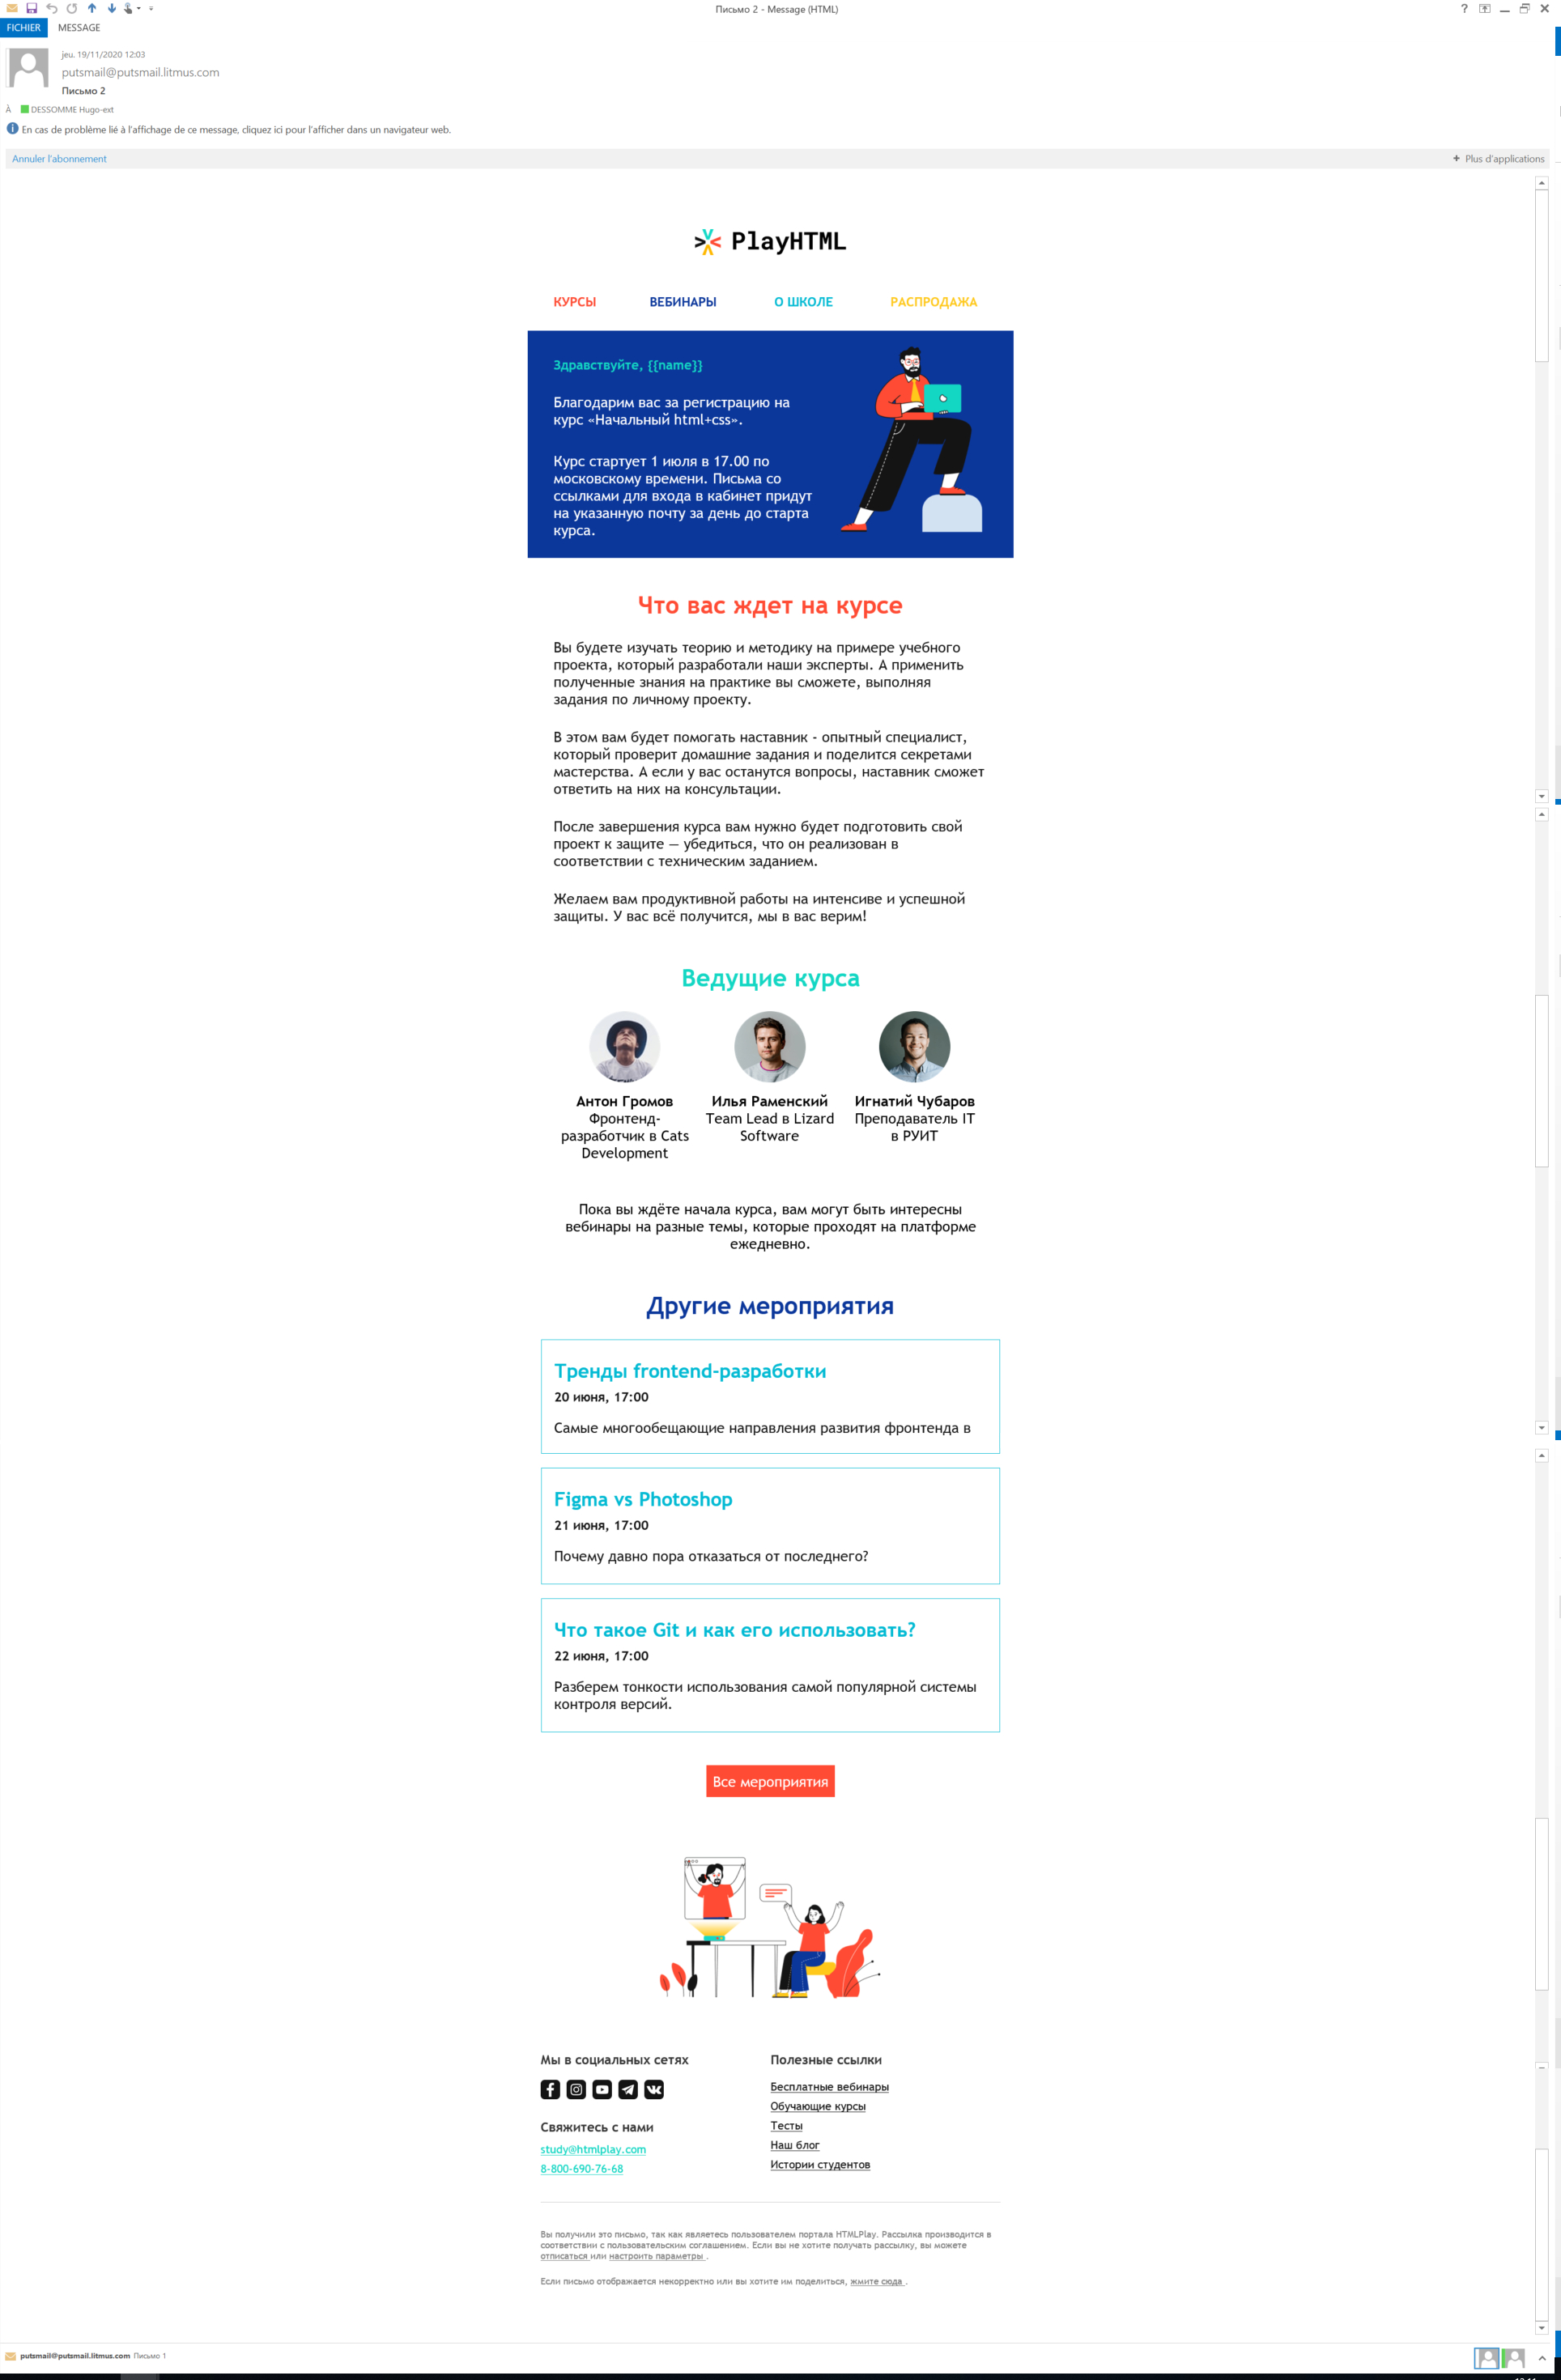 Письмо 2 - Message (HTML)
FICHIER MESSAGE
jeu. 19/11/2020 12:03
putsmail@putsmail.litmus.com
Письмо 2
À DESSOMME Hugo-ext
En cas de problème lié à l'affichage de ce message, cliquez ici pour l'afficher dans un navigateur web.
Annuler l'abonnement + Plus d'applications
PlayHTML
КУРСЫ ВЕБИНАРЫ О ШКОЛЕ РАСПРОДАЖА
Здравствуйте, {{name}}
Благодарим вас за регистрацию на
курс «Начальный html+css».
Курс стартует 1 июля в 17.00 по
московскому времени. Письма со
ссылками для входа в кабинет придут
на указанную почту за день до старта
курса.
Что вас ждет на курсе
Вы будете изучать теорию и методику на примере учебного
проекта, который разработали наши эксперты. А применить
полученные знания на практике вы сможете, выполняя
задания по личному проекту.
В этом вам будет помогать наставник - опытный специалист,
который проверит домашние задания и поделится секретами
мастерства. А если у вас останутся вопросы, наставник сможет
ответить на них на консультации.
После завершения курса вам нужно будет подготовить свой
проект к защите — убедиться, что он реализован в
соответствии с техническим заданием.
Желаем вам продуктивной работы на интенсиве и успешной
защиты. У вас всё получится, мы в вас верим!
Ведущие курса
Антон Громов
Фронтенд-
разработчик в Cats
Development
Илья Раменский
Team Lead в Lizard
Software
Игнатий Чубаров
Преподаватель IT
в РУИТ
Пока вы ждёте начала курса, вам могут быть интересны
вебинары на разные темы, которые проходят на платформе
ежедневно.
Другие мероприятия
Тренды frontend-разработки
20 июня, 17:00
Самые многообещающие направления развития фронтенда в
Figma vs Photoshop
21 июня, 17:00
Почему давно пора отказаться от последнего?
Что такое Git и как его использовать?
22 июня, 17:00
Разберем тонкости использования самой популярной системы
контроля версий.
Все мероприятия
Мы в социальных сетях
Свяжитесь с нами
study@htmlplay.com
8-800-690-76-68
Полезные ссылки
Бесплатные вебинары
Обучающие курсы
Тесты
Наш блог
Истории студентов
Вы получили это письмо, так как являетесь пользователем портала HTMLPlay. Рассылка производится в
соответствии с пользовательским соглашением. Если вы не хотите получать рассылку, вы можете
отписаться или настроить параметры .
Если письмо отображается некорректно или вы хотите им поделиться, жмите сюда .
putsmail@putsmail.litmus.com Письмо 1